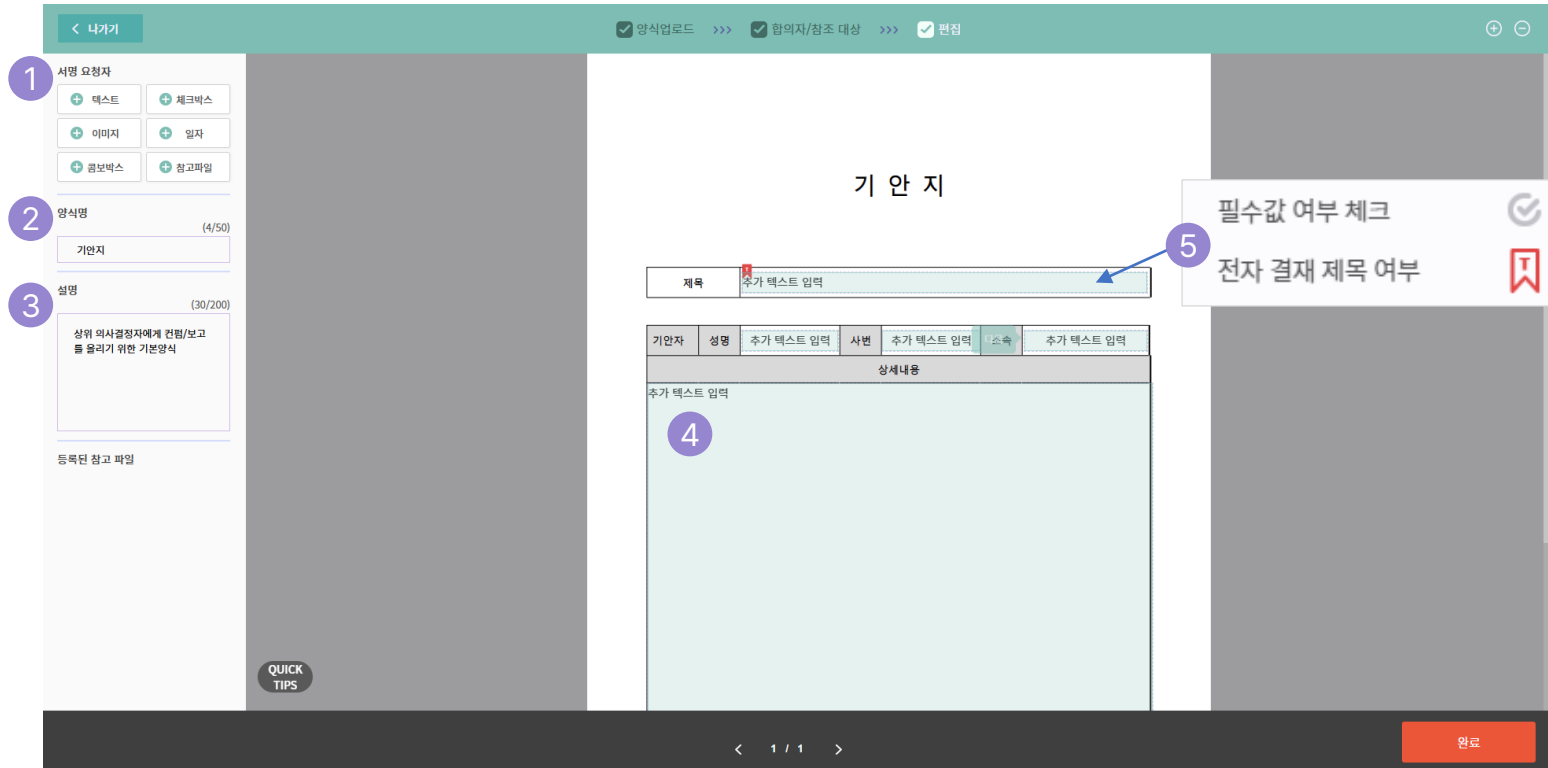 나가기
양식업로드 >>> 합의자/참조 대상 >>> 편집
1
서명 요청자
텍스트 체크박스
이미지 일자
콤보박스 참고파일
2
양식명
(4/50)
기안지
3
설명
(30/200)
상위 의사결정자에게 컨펌/보고
를 올리기 위한 기본양식
등록된 참고 파일
QUICK
TIPS
기 안 지
제목 T 추가 텍스트 입력
기안자 성명 추가 텍스트 입력 사번 추가 텍스트 입력 소속 추가 텍스트 입력
상세내용
추가 텍스트 입력
4
5
필수값 여부 체크
전자 결재 제목 여부 T
< 1 / 1 >
완료